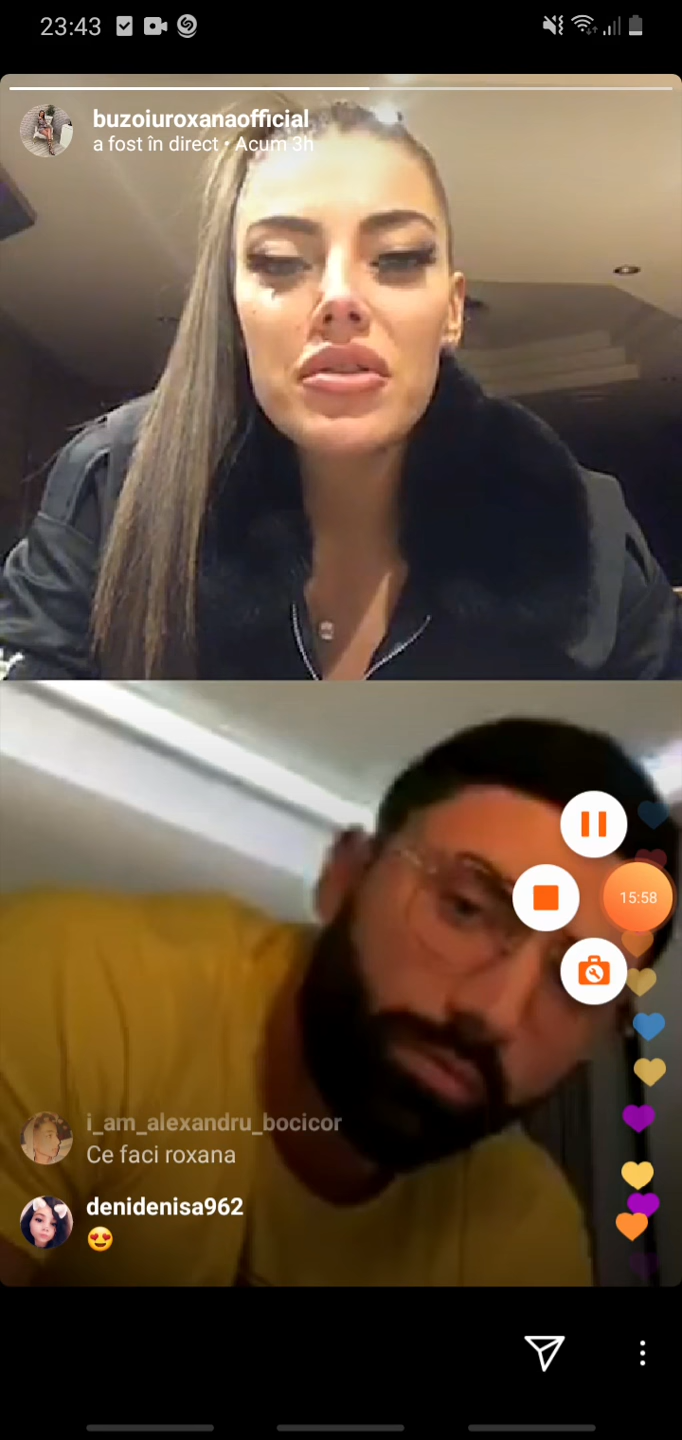 23:43
buzoiuroxanaofficial
a fost în direct • Acum 3h
15:58
i_am_alexandru_bocicor
Ce faci roxana
denidenisa962